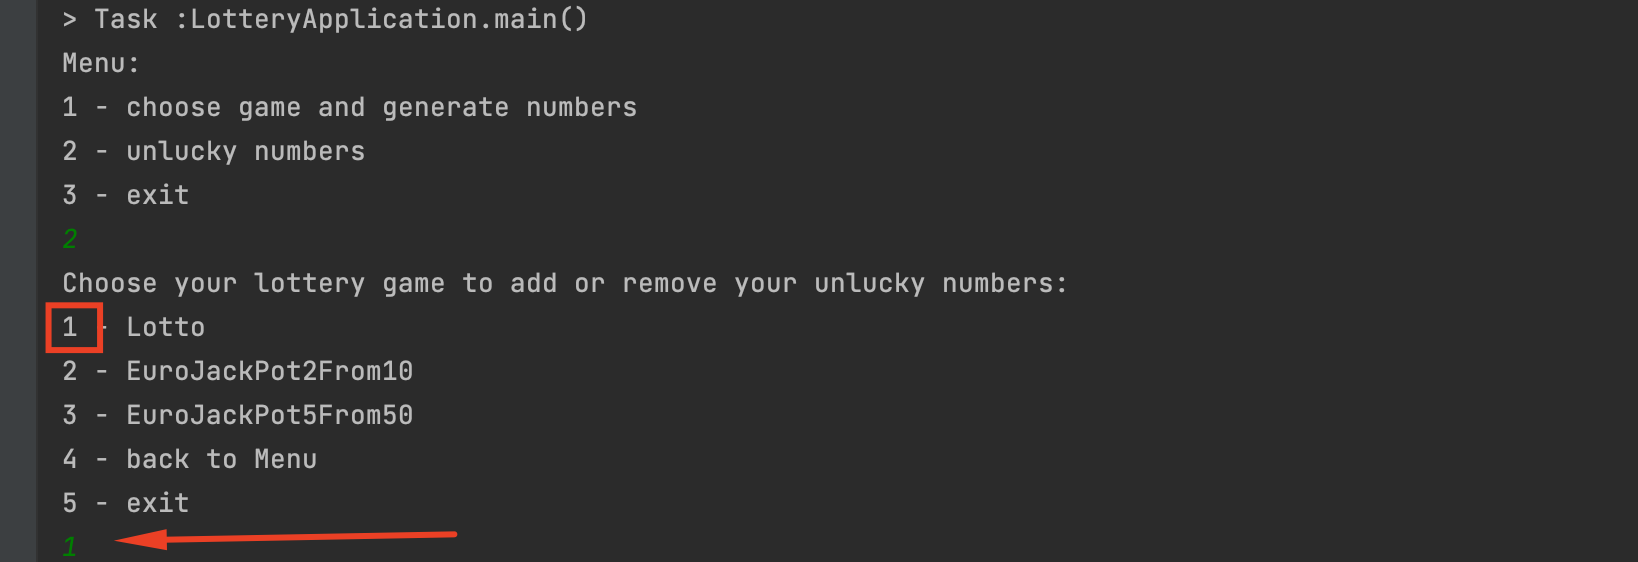 > Task :LotteryApplication.main()
Menu:
1 - choose game and generate numbers
2 - unlucky numbers
3 - exit
2
Choose your lottery game to add or remove your unlucky numbers:
1 - Lotto
2 - EuroJackPot2From10
3 - EuroJackPot5From50
4 - back to Menu
5 - exit
1